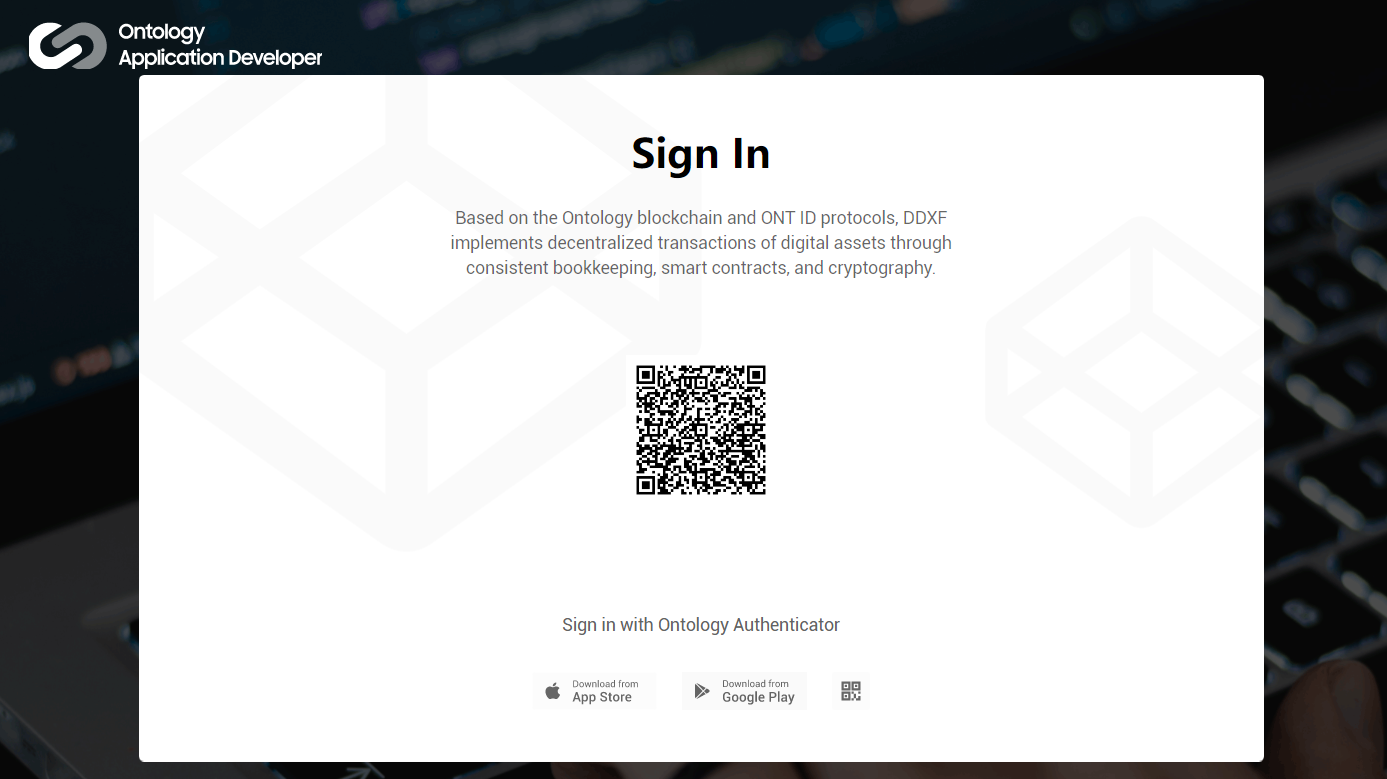 Ontology
Application Developer
Sign In
Based on the Ontology blockchain and ONT ID protocols, DDXF
implements decentralized transactions of digital assets through
consistent bookkeeping, smart contracts, and cryptography.
Sign in with Ontology Authenticator
Download from
App Store
Download from
Google Play